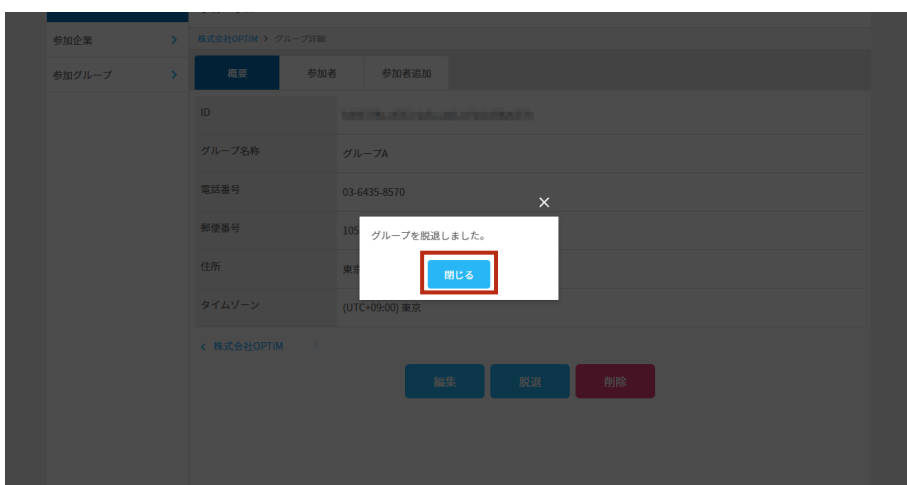 参加企業
参加グループ
株式会社OPTiM > グループ詳細
概要
参加者
参加者追加
ID
グループ名称
グループA
電話番号
03-6435-8570
郵便番号
105
住所
タイムゾーン
(UTC+09:00) 東京
グループを脱退しました。
閉じる
株式会社OPTiM
編集
脱退
削除